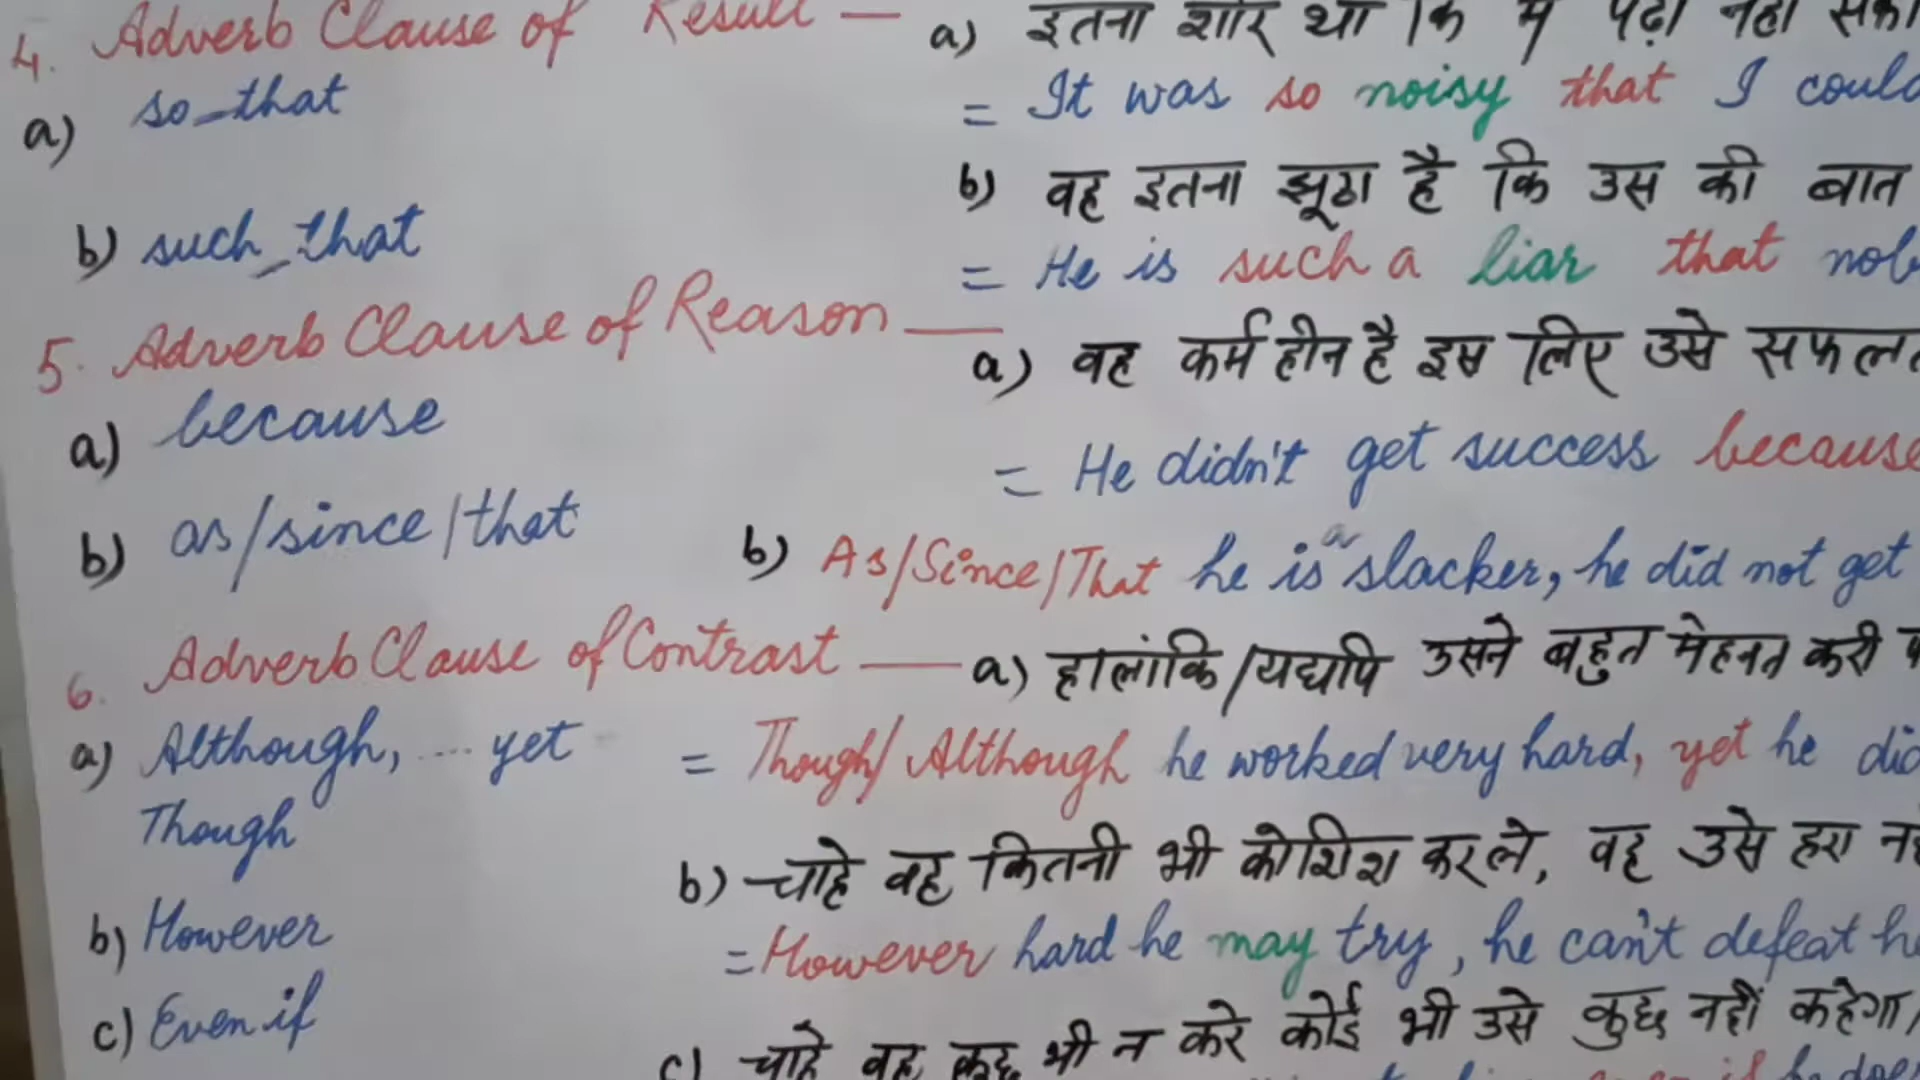 4. Adverb Clause of Result — a) इतना शोर था कि मैं पढ़ नहीं
a) so_that = It was so noisy that I could
b) वह इतना झूठा है कि उस की बात
b) such_that = He is such a liar that
5. Adverb Clause of Reason — a) वह कर्म हीन है इस लिए उसे
a) because = He didn't get success because
b) as/since/that b) As/Since/That he is a slacker, he did not get
6. Adverb Clause of Contrast — a) हालांकि/यद्यपि उसने बहुत मेहनत करी
a) Although, .... yet = Though/Although he worked very hard, yet he
Though
b) चाहे वह कितनी भी कोशिश कर ले, वह उसे हरा
b) However = However hard he may try, he can't defeat
c) Even if
c) चाहे वह कुछ भी न करे कोई भी उसे कुछ नहीं कहेगा